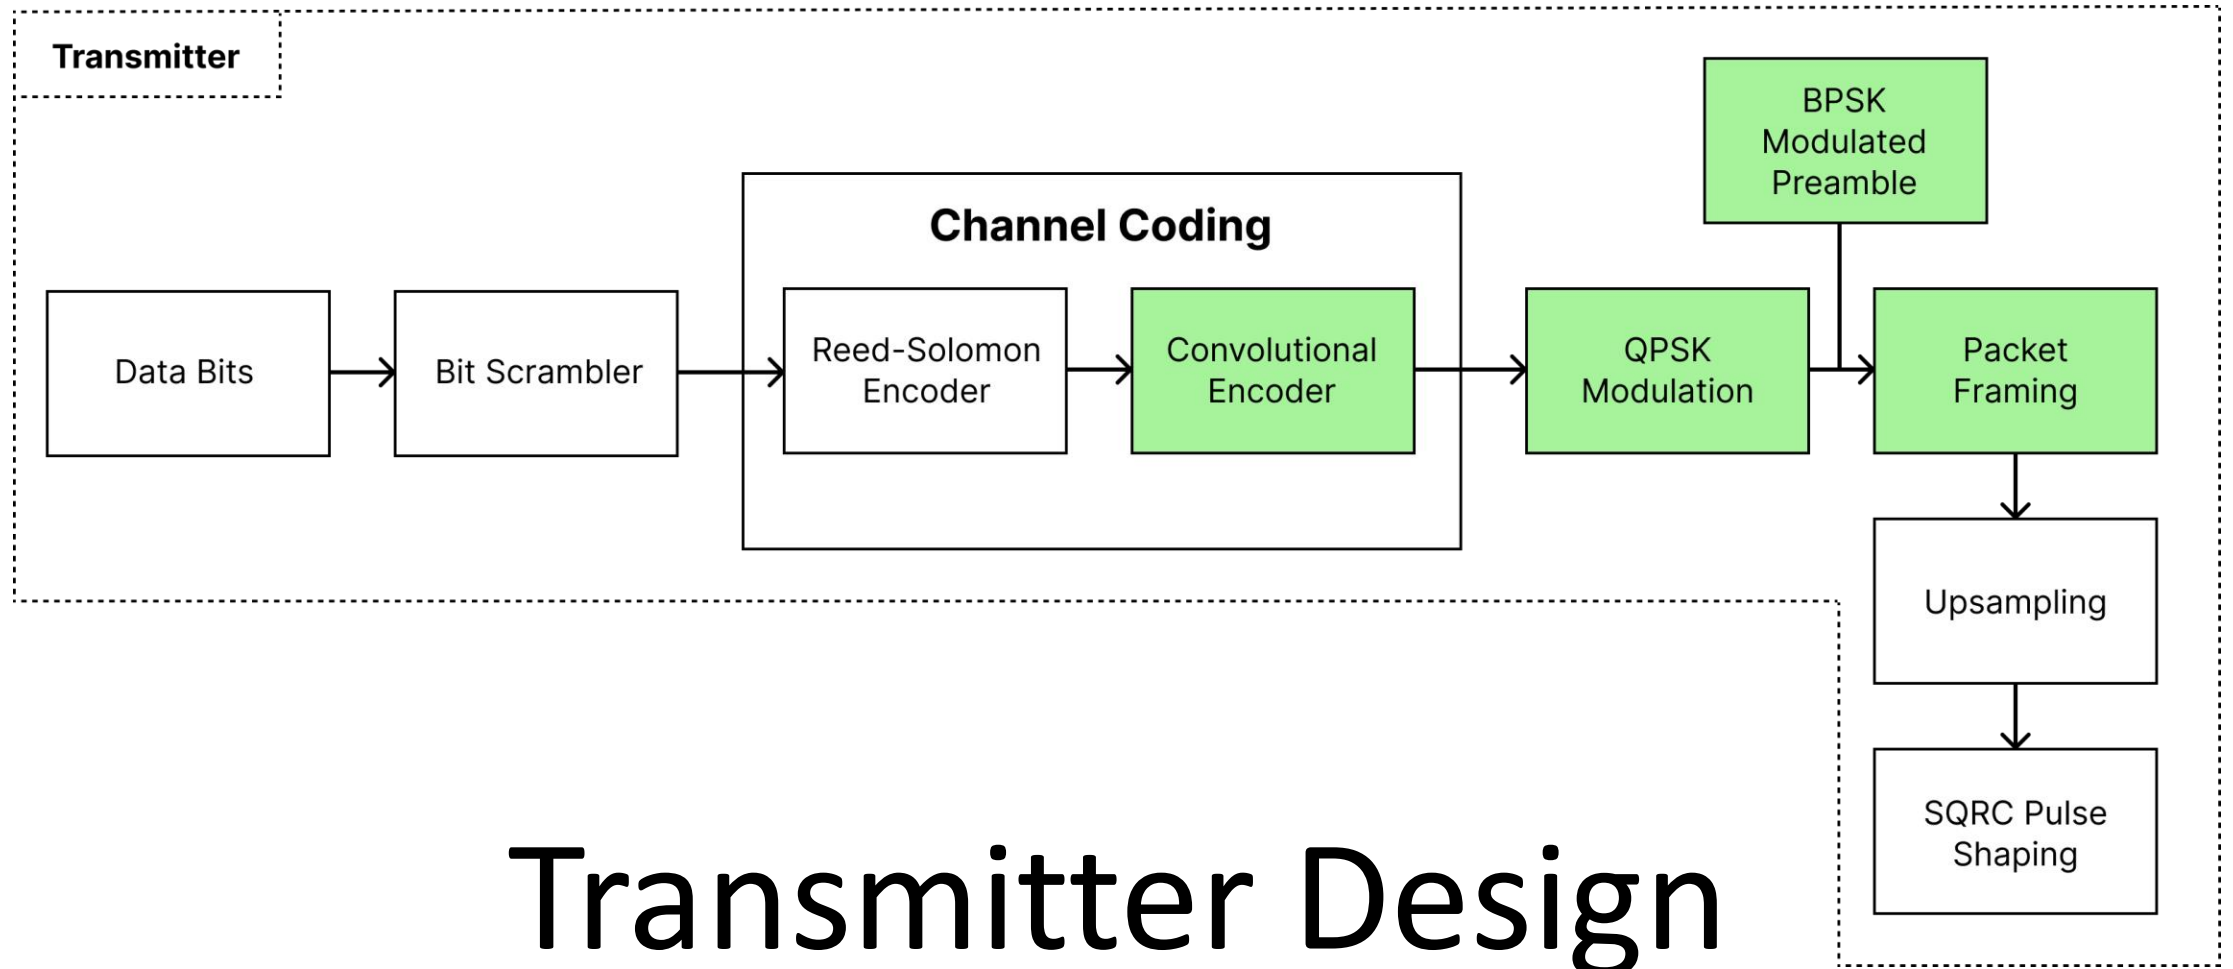 Transmitter
BPSK
Modulated
Preamble
Channel Coding
Data Bits
Bit Scrambler
Reed-Solomon
Encoder
Convolutional
Encoder
QPSK
Modulation
Packet
Framing
Upsampling
SQRC Pulse
Shaping
Transmitter Design